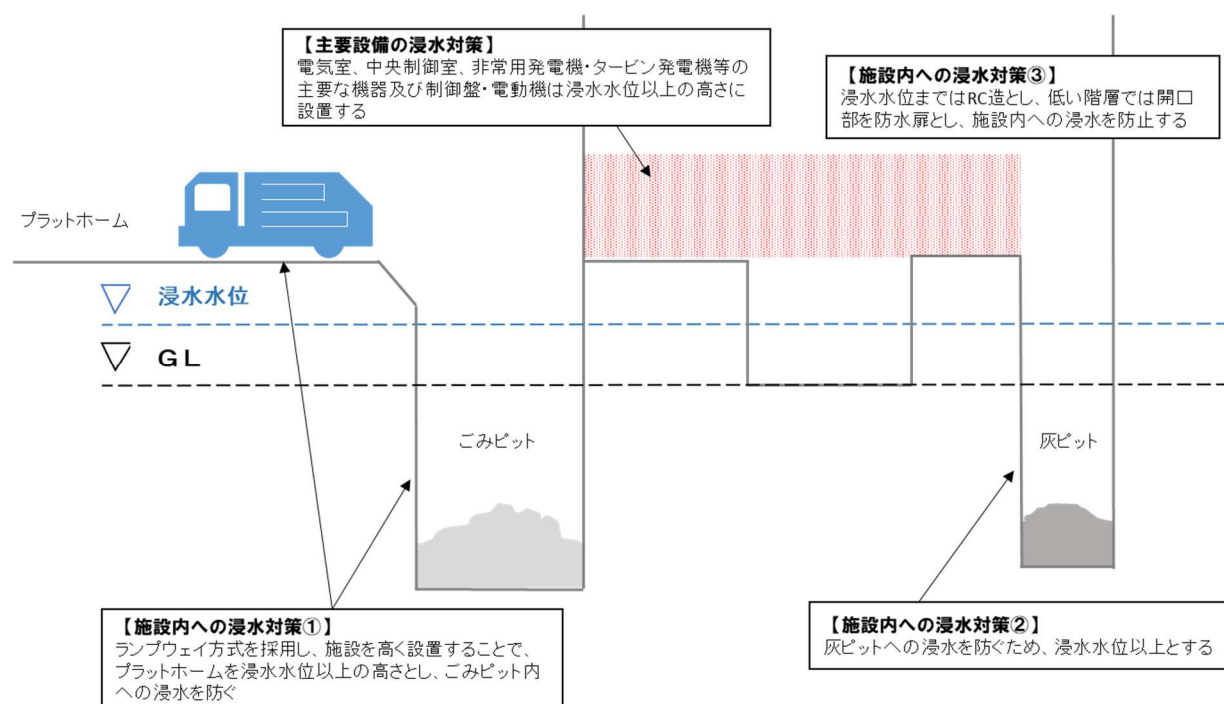 【主要設備の浸水対策】
電気室、中央制御室、非常用発電機・タービン発電機等の
主要な機器及び制御盤・電動機は浸水水位以上の高さに
設置する
【施設内への浸水対策③】
浸水水位まではRC造とし、低い階層では開口
部を防水扉とし、施設内への浸水を防止する
プラットホーム
浸水水位
GL
ごみピット
灰ピット
【施設内への浸水対策①】
ランプウェイ方式を採用し、施設を高く設置することで、
プラットホームを浸水水位以上の高さとし、ごみピット内
への浸水を防ぐ
【施設内への浸水対策②】
灰ピットへの浸水を防ぐため、浸水水位以上とする